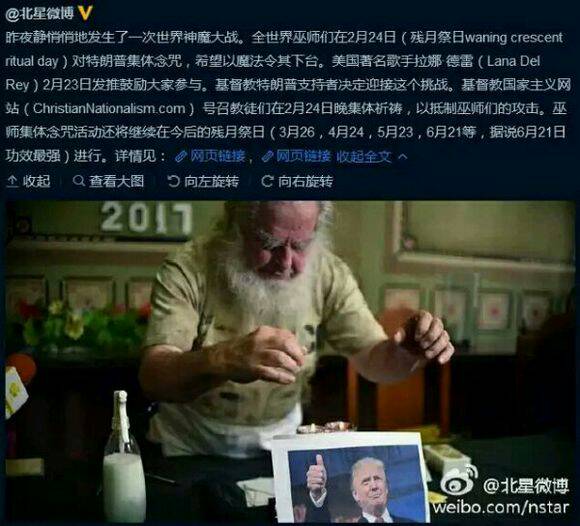 @北星微博
昨夜静悄悄地发生了一次世界神魔大战。全世界巫师们在2月24日（残月祭日waning crescent
ritual day）对特朗普集体念咒，希望以魔法令其下台。美国著名歌手拉娜·德雷（Lana Del
Rey）2月23日发推鼓励大家参与。基督教特朗普支持者决定迎接这个挑战。基督教国家主义网
站（ChristianNationalism.com） 号召教徒们在2月24日晚集体祈祷，以抵制巫师们的攻击。巫
师集体念咒活动还将继续在今后的残月祭日（3月26，4月24，5月23，6月21等，据说6月21日
功效最强）进行。详情见： 网页链接 ， 网页链接 收起全文
收起 查看大图 向左旋转 向右旋转
2017
@北星微博
weibo.com/nstar